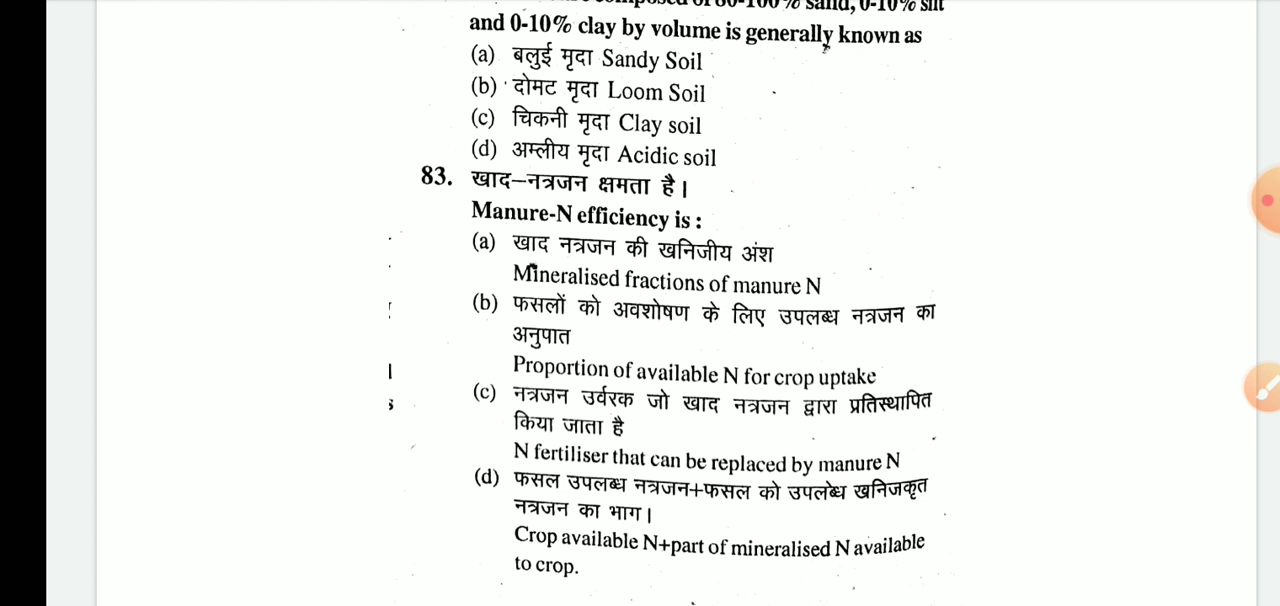 and 0-10% clay by volume is generally known as
(a) बलुई मृदा Sandy Soil
(b) दोमट मृदा Loom Soil
(c) चिकनी मृदा Clay soil
(d) अम्लीय मृदा Acidic soil
83. खाद–नत्रजन क्षमता है।
Manure-N efficiency is :
(a) खाद नत्रजन की खनिजीय अंश
Mineralised fractions of manure N
(b) फसलों को अवशोषण के लिए उपलब्ध नत्रजन का
अनुपात
Proportion of available N for crop uptake
(c) नत्रजन उर्वरक जो खाद नत्रजन द्वारा प्रतिस्थापित
किया जाता है
N fertiliser that can be replaced by manure N
(d) फसल उपलब्ध नत्रजन+फसल को उपलब्ध खनिजकृत
नत्रजन का भाग।
Crop available N+part of mineralised N available
to crop.